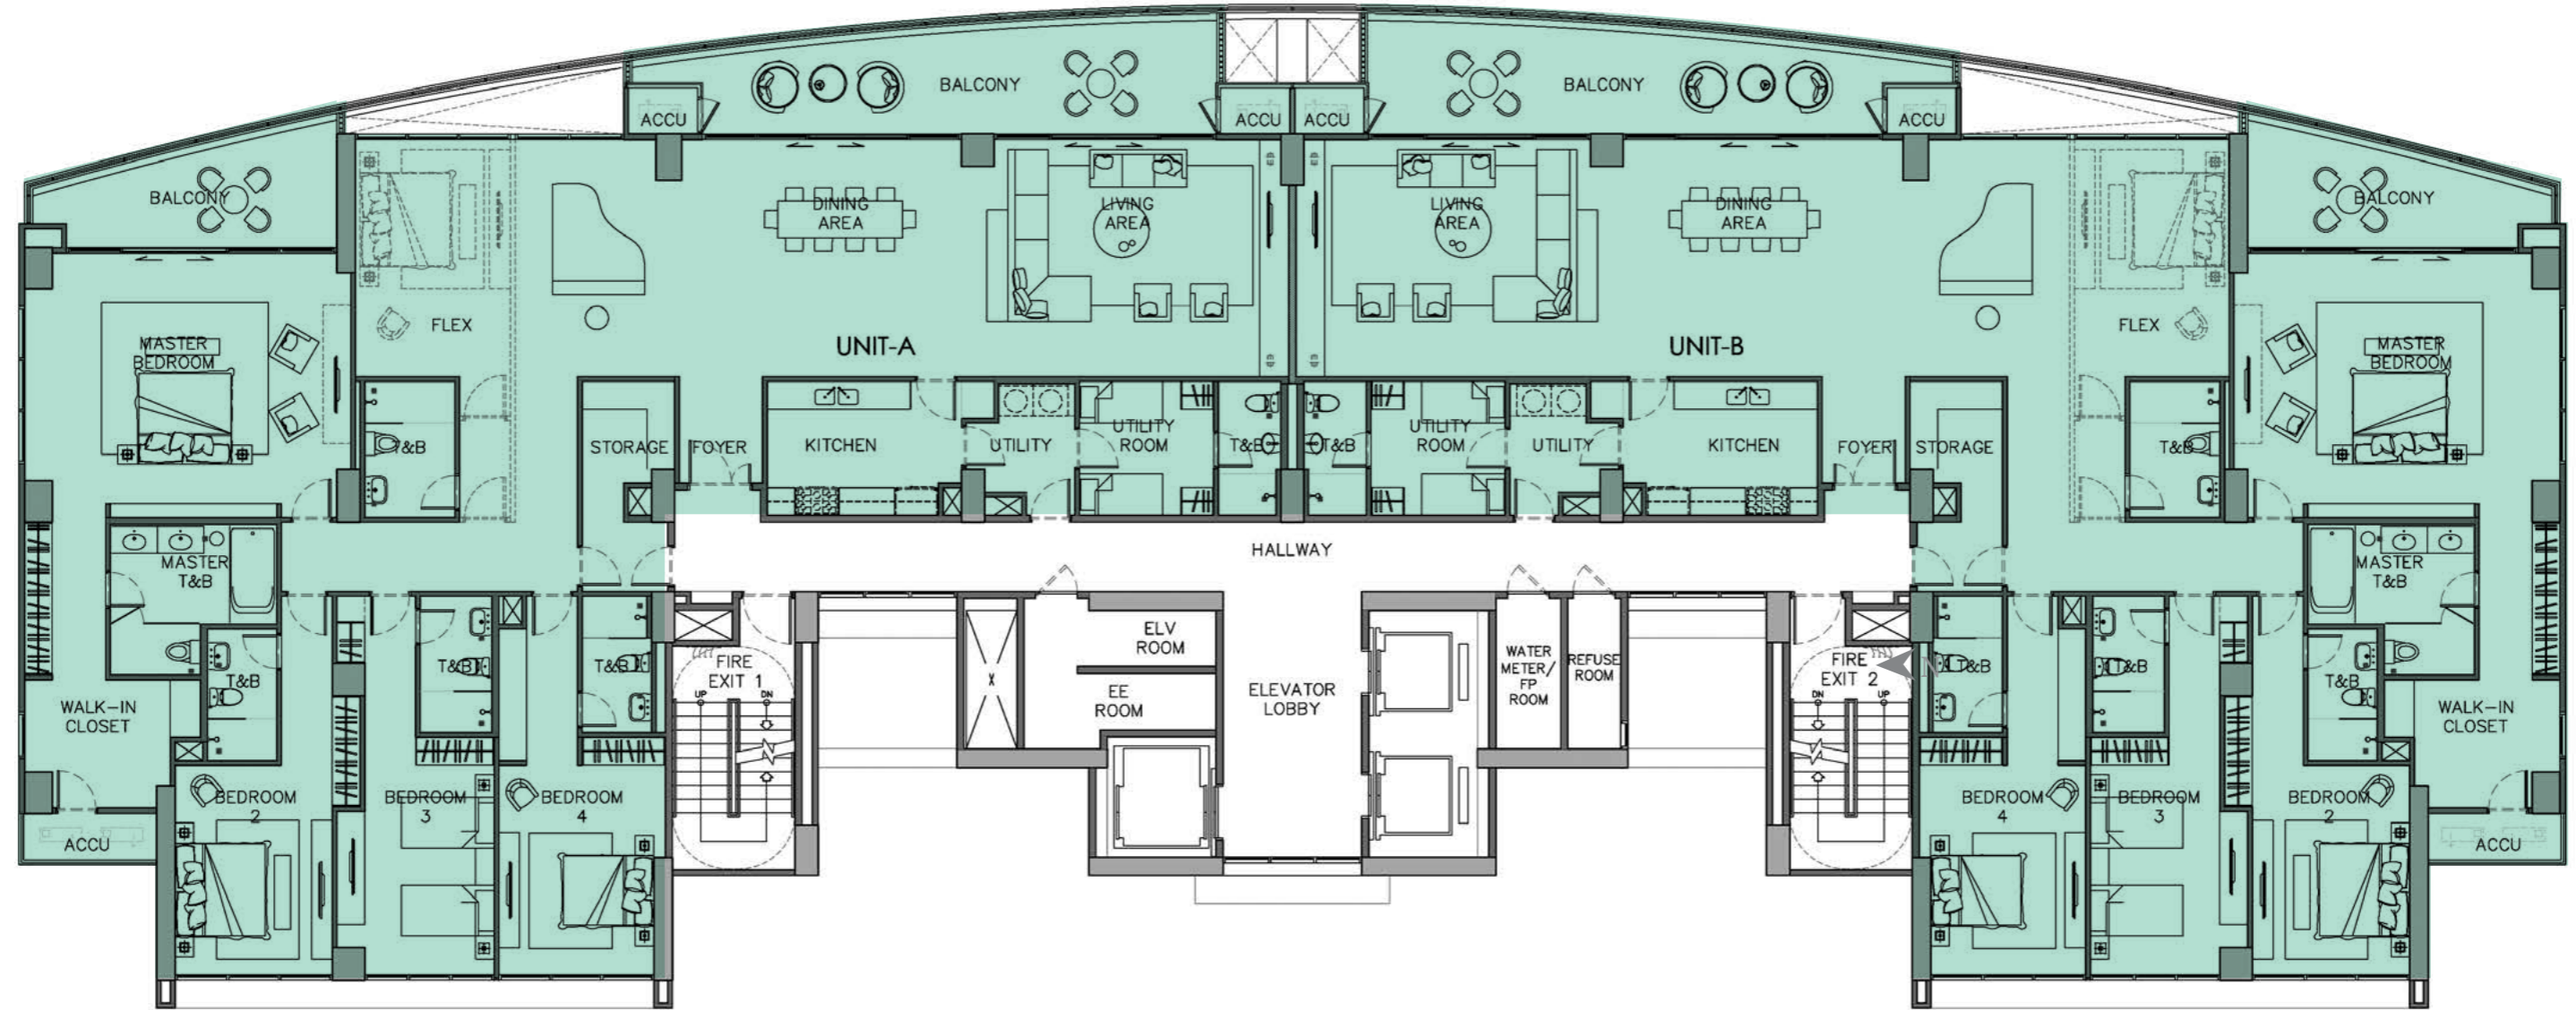 BALCONY
BALCONY
ACCU
ACCU
ACCU
ACCU
BALCONY
BALCONY
DINING
AREA
LIVING
AREA
LIVING
AREA
DINING
AREA
FLEX
FLEX
UNIT-A
UNIT-B
MASTER
BEDROOM
MASTER
BEDROOM
T&B
STORAGE
FOYER
KITCHEN
UTILITY
UTILITY
ROOM
T&B
T&B
UTILITY
ROOM
UTILITY
KITCHEN
FOYER
STORAGE
T&B
HALLWAY
MASTER
T&B
MASTER
T&B
T&B
T&B
T&B
FIRE
EXIT 1
UP
DN
ELV
ROOM
EE
ROOM
X
ELEVATOR
LOBBY
WATER
METER/
FP
ROOM
REFUSE
ROOM
FIRE
EXIT 2
DN
UP
N
T&B
T&B
T&B
WALK-IN
CLOSET
WALK-IN
CLOSET
BEDROOM
2
BEDROOM
3
BEDROOM
4
BEDROOM
4
BEDROOM
3
BEDROOM
2
ACCU
ACCU